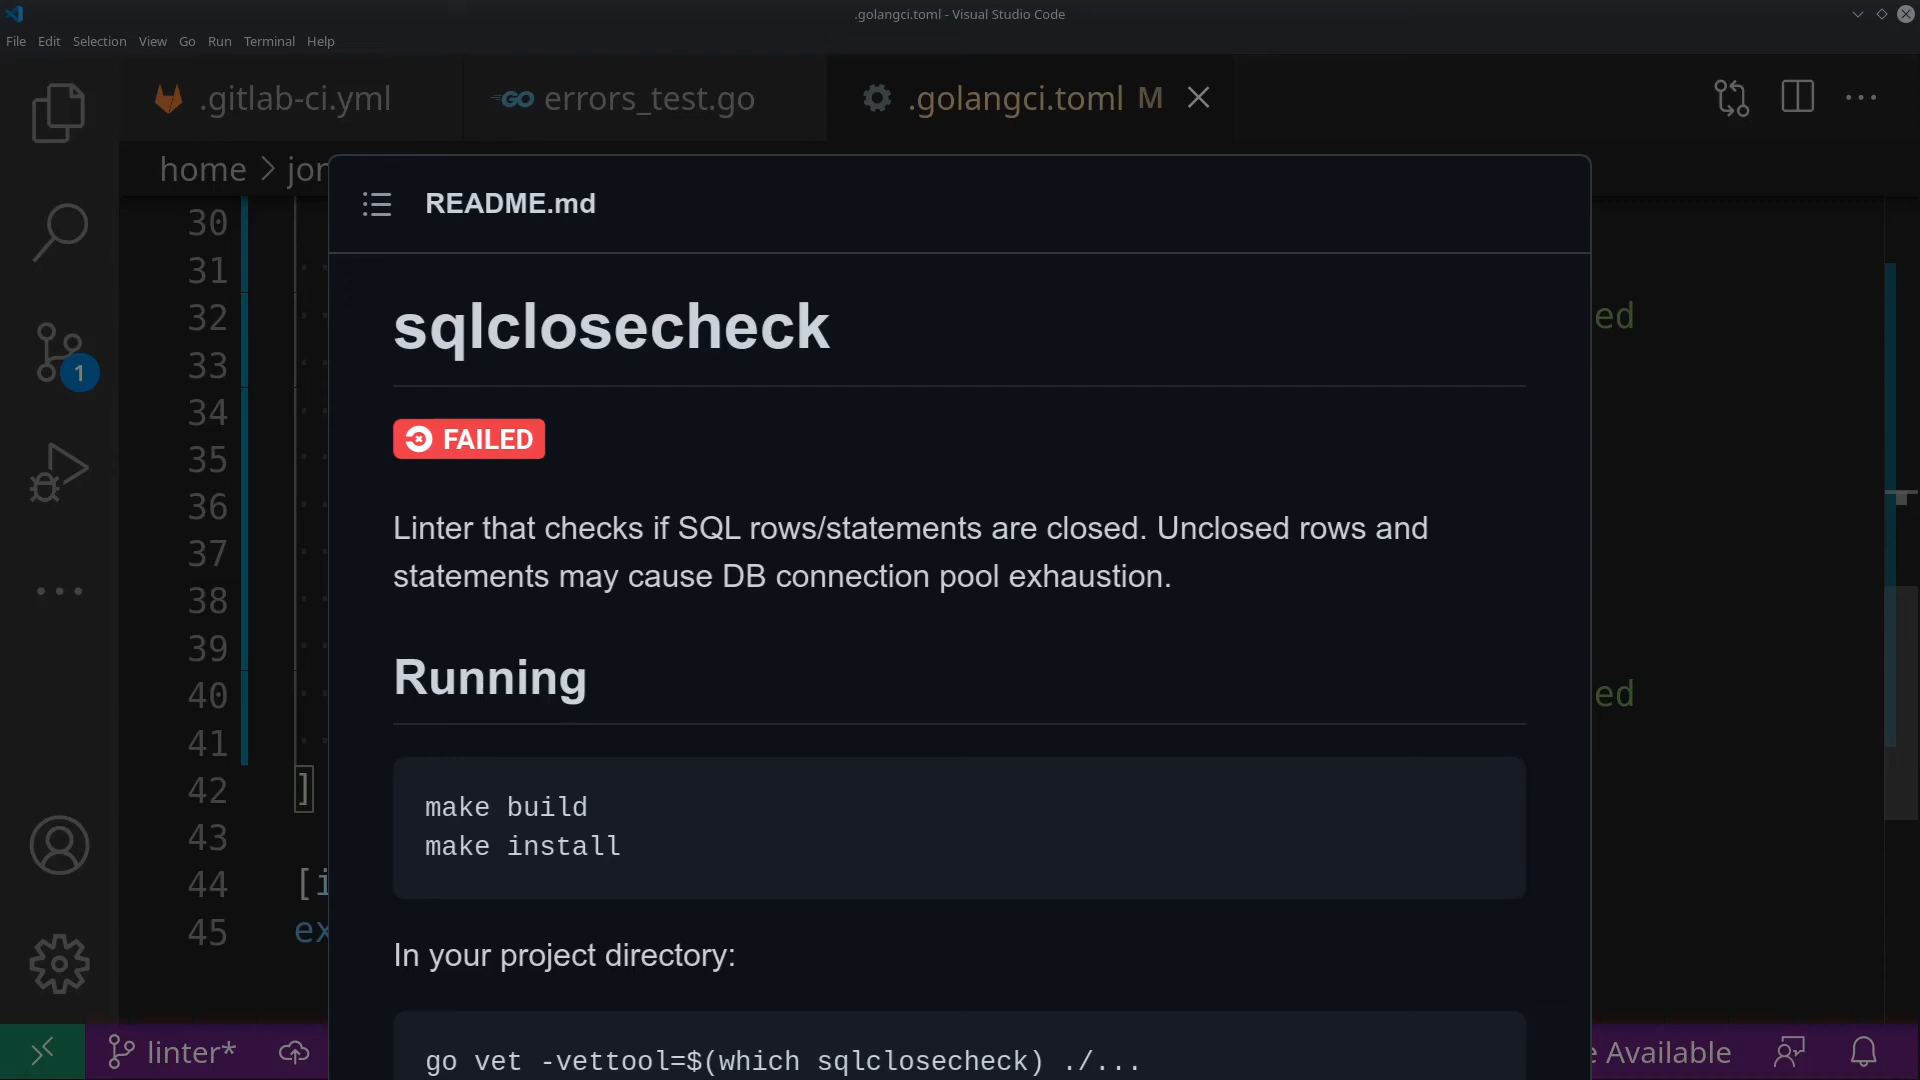 .golangci.toml - Visual Studio Code
File Edit Selection View Go Run Terminal Help
.gitlab-ci.yml
GO errors_test.go
.golangci.toml M
home > jor
README.md
30
31
32
33
34
35
36
37
38
39
40
41
42 ]
43
44 [i
45 ex
ed
ed
1
sqlclosecheck
FAILED
Linter that checks if SQL rows/statements are closed. Unclosed rows and
statements may cause DB connection pool exhaustion.
Running
make build
make install
In your project directory:
go vet -vettool=$(which sqlclosecheck) ./...
linter*
e Available